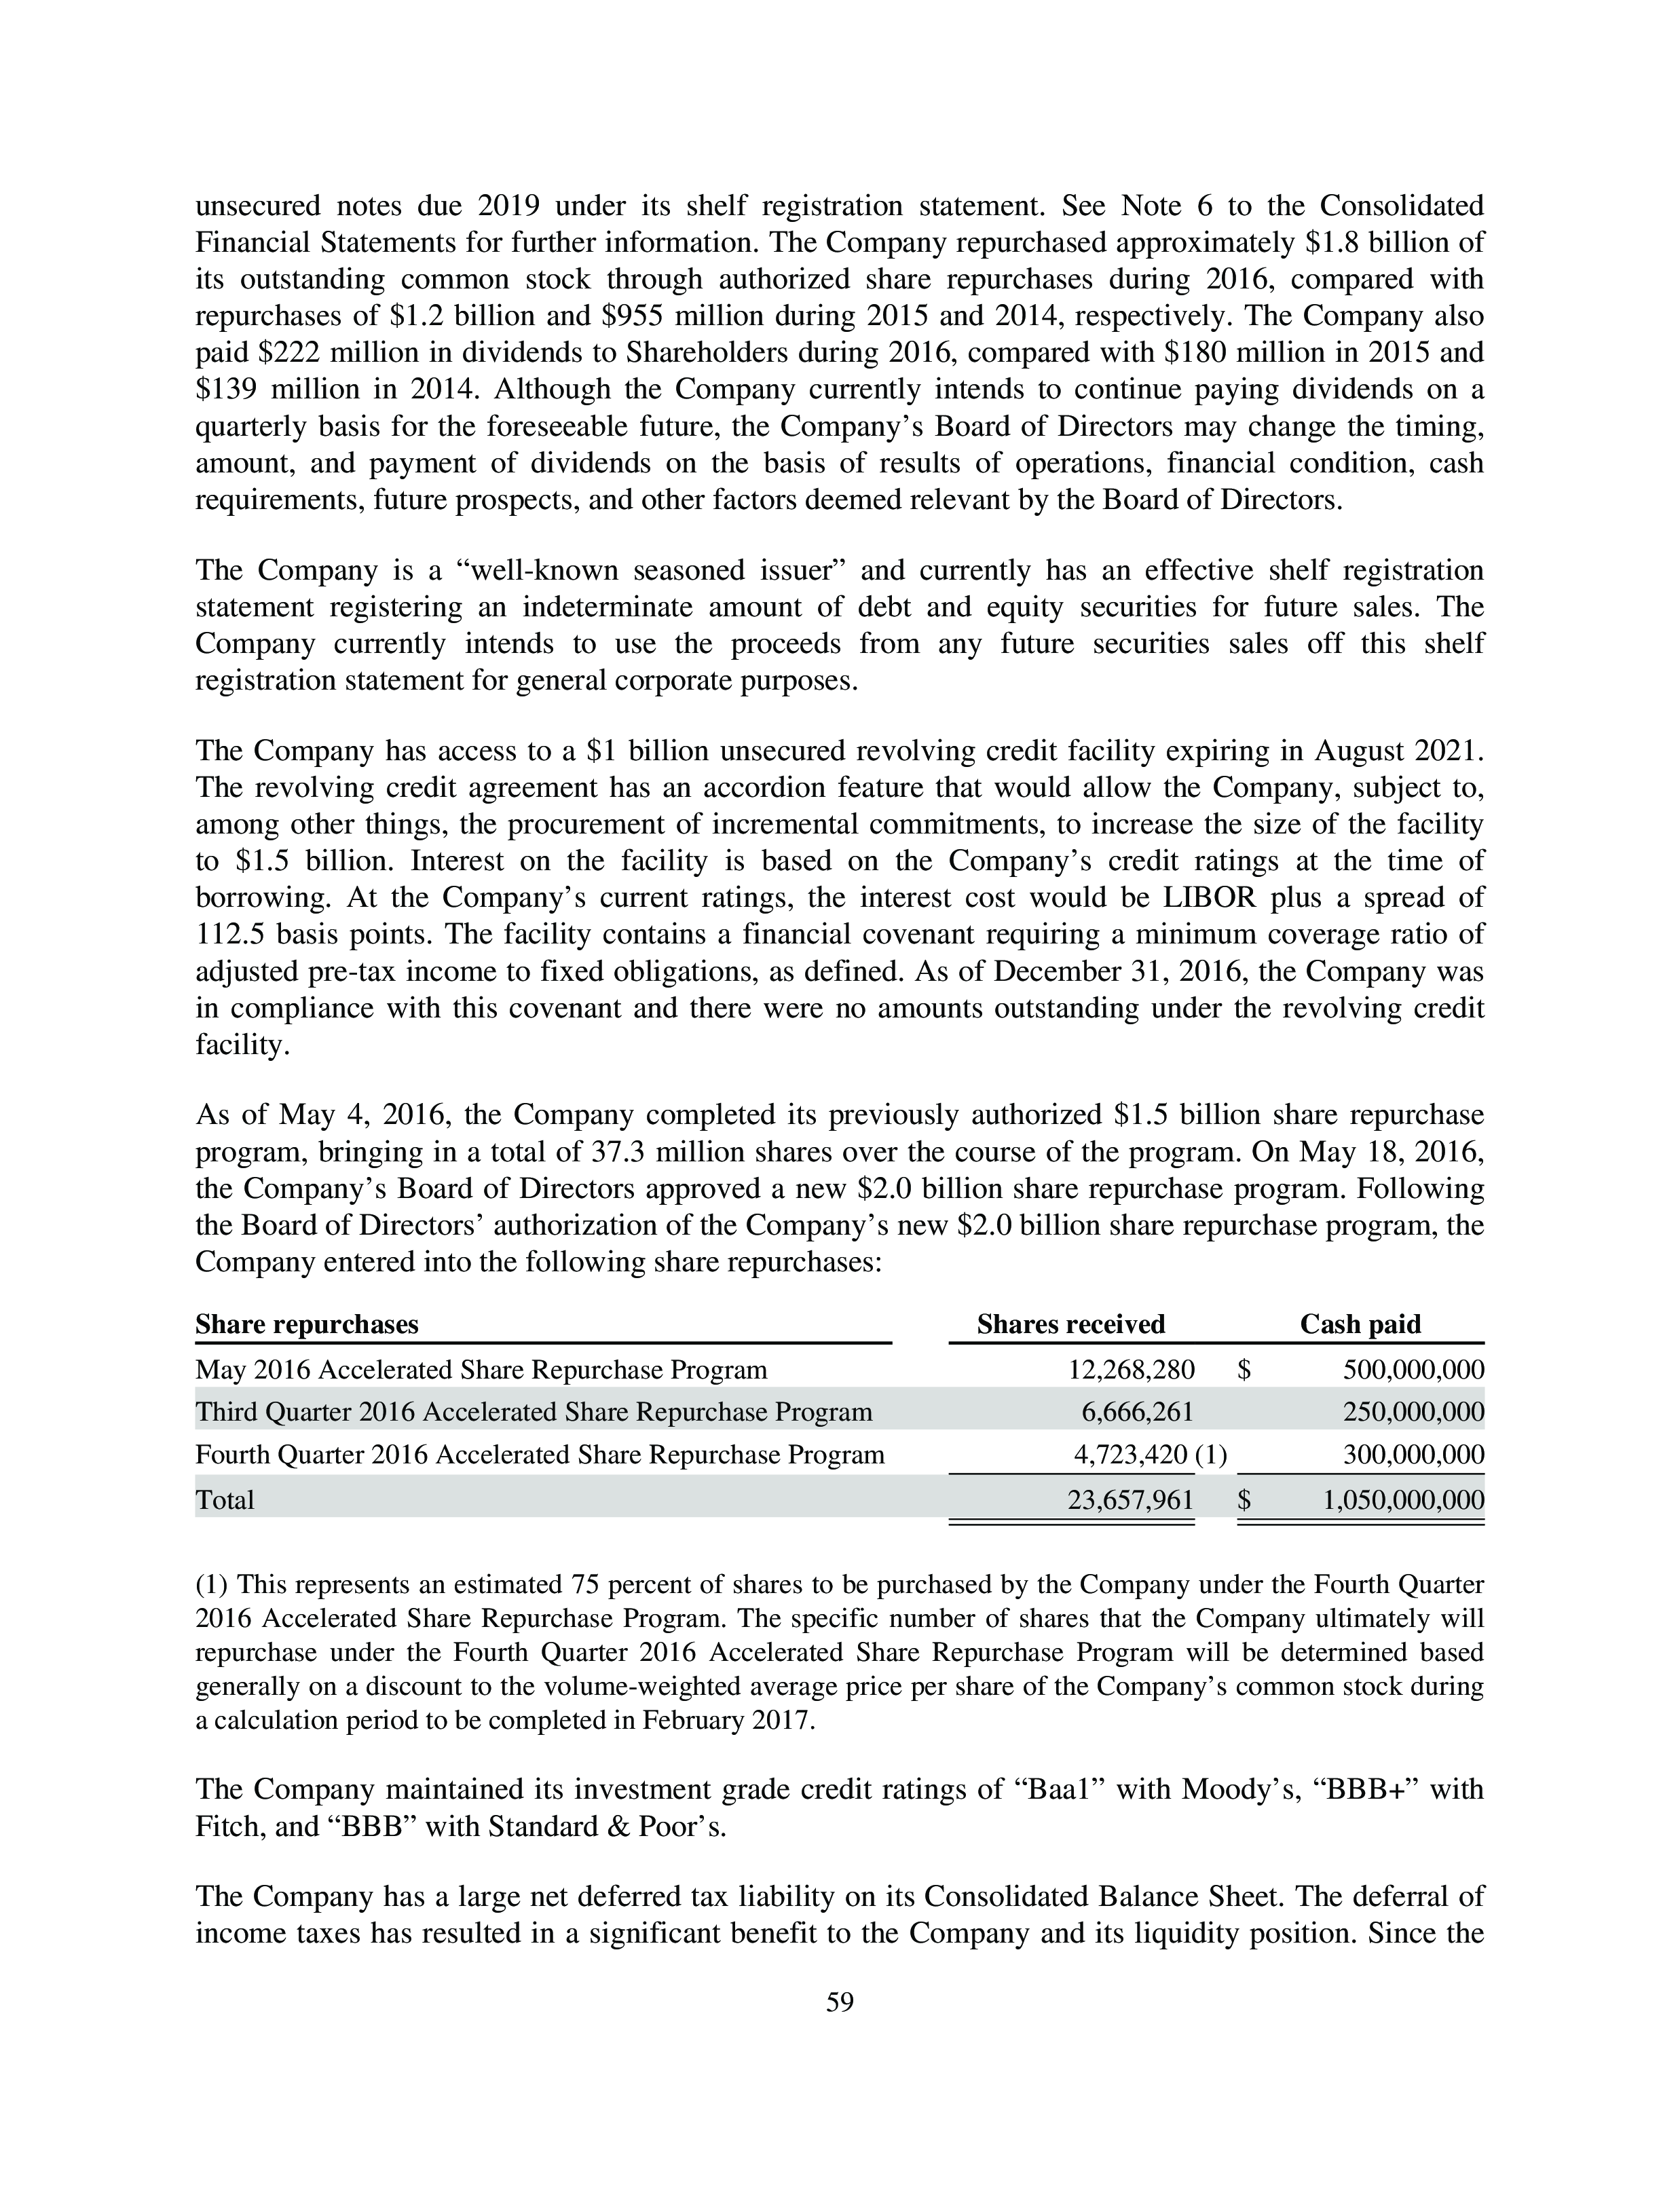 unsecured notes due 2019 under its shelf registration statement. See Note 6 to the Consolidated
Financial Statements for further information. The Company repurchased approximately $1.8 billion of
its outstanding common stock through authorized share repurchases during 2016, compared with
repurchases of $1.2 billion and $955 million during 2015 and 2014, respectively. The Company also
paid $222 million in dividends to Shareholders during 2016, compared with $180 million in 2015 and
$139 million in 2014. Although the Company currently intends to continue paying dividends on a
quarterly basis for the foreseeable future, the Company’s Board of Directors may change the timing,
amount, and payment of dividends on the basis of results of operations, financial condition, cash
requirements, future prospects, and other factors deemed relevant by the Board of Directors.
The Company is a “well-known seasoned issuer” and currently has an effective shelf registration
statement registering an indeterminate amount of debt and equity securities for future sales. The
Company currently intends to use the proceeds from any future securities sales off this shelf
registration statement for general corporate purposes.
The Company has access to a $1 billion unsecured revolving credit facility expiring in August 2021.
The revolving credit agreement has an accordion feature that would allow the Company, subject to,
among other things, the procurement of incremental commitments, to increase the size of the facility
to $1.5 billion. Interest on the facility is based on the Company’s credit ratings at the time of
borrowing. At the Company’s current ratings, the interest cost would be LIBOR plus a spread of
112.5 basis points. The facility contains a financial covenant requiring a minimum coverage ratio of
adjusted pre-tax income to fixed obligations, as defined. As of December 31, 2016, the Company was
in compliance with this covenant and there were no amounts outstanding under the revolving credit
facility.
As of May 4, 2016, the Company completed its previously authorized $1.5 billion share repurchase
program, bringing in a total of 37.3 million shares over the course of the program. On May 18, 2016,
the Company’s Board of Directors approved a new $2.0 billion share repurchase program. Following
the Board of Directors’ authorization of the Company’s new $2.0 billion share repurchase program, the
Company entered into the following share repurchases:
Share repurchases Shares received Cash paid
May 2016 Accelerated Share Repurchase Program 12,268,280 $ 500,000,000
Third Quarter 2016 Accelerated Share Repurchase Program 6,666,261 250,000,000
Fourth Quarter 2016 Accelerated Share Repurchase Program 4,723,420 (1) 300,000,000
Total 23,657,961 $ 1,050,000,000
(1) This represents an estimated 75 percent of shares to be purchased by the Company under the Fourth Quarter
2016 Accelerated Share Repurchase Program. The specific number of shares that the Company ultimately will
repurchase under the Fourth Quarter 2016 Accelerated Share Repurchase Program will be determined based
generally on a discount to the volume-weighted average price per share of the Company’s common stock during
a calculation period to be completed in February 2017.
The Company maintained its investment grade credit ratings of “Baa1” with Moody’s, “BBB+” with
Fitch, and “BBB” with Standard & Poor’s.
The Company has a large net deferred tax liability on its Consolidated Balance Sheet. The deferral of
income taxes has resulted in a significant benefit to the Company and its liquidity position. Since the
59